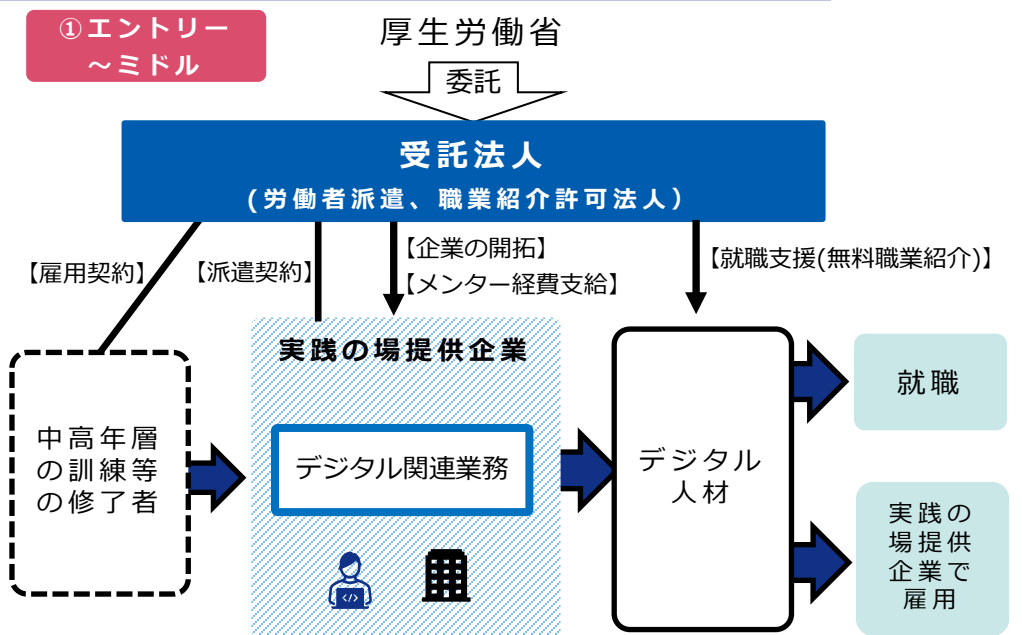 ①エントリー
～ミドル
厚生労働省
委託
受託法人
(労働者派遣、職業紹介許可法人)
【雇用契約】
【派遣契約】
【企業の開拓】
【メンター経費支給】
【就職支援(無料職業紹介)】
実践の場提供企業
中高年層
の訓練等
の修了者
デジタル関連業務
</>
デジタル
人材
就職
実践の
場提供
企業で
雇用